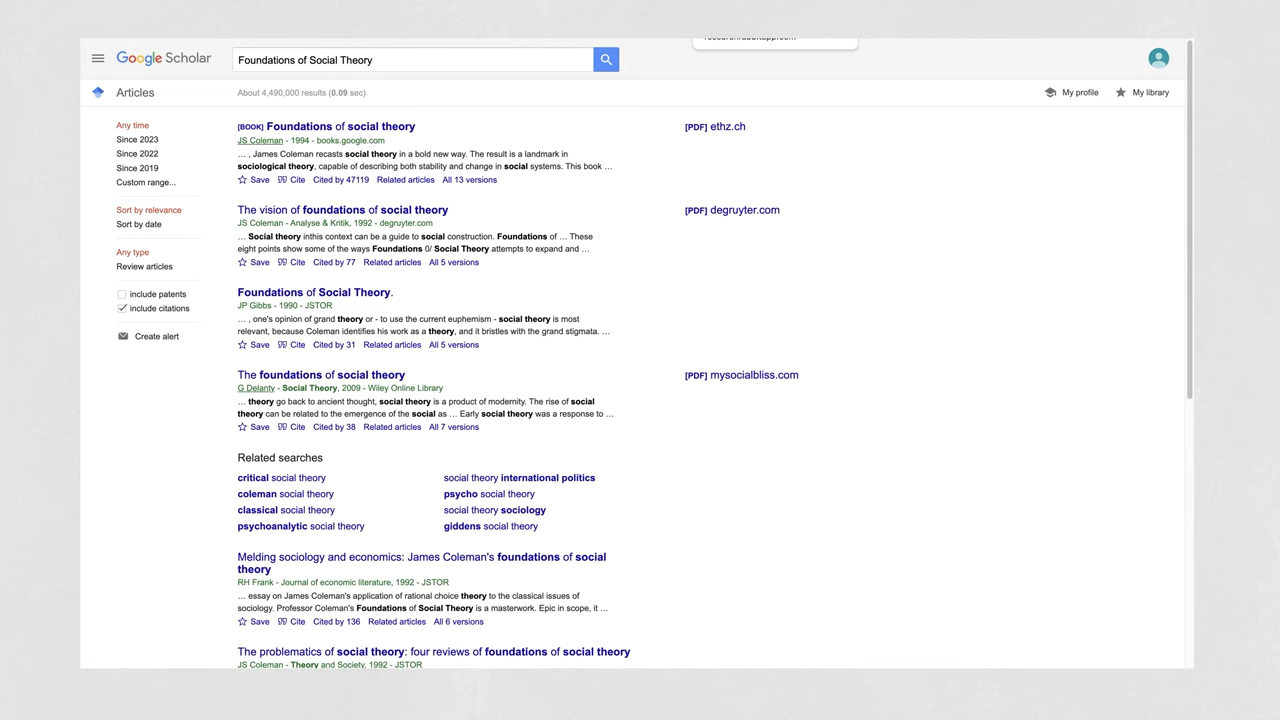 Google Scholar
Foundations of Social Theory
Articles
About 4,490,000 results (0.09 sec)
My profile
My library
Any time
Since 2023
Since 2022
Since 2019
Custom range...
Sort by relevance
Sort by date
Any type
Review articles
include patents
include citations
Create alert
[BOOK] Foundations of social theory
JS Coleman - 1994 - books.google.com
… , James Coleman recasts social theory in a bold new way. The result is a landmark in
sociological theory, capable of describing both stability and change in social systems. This book …
Save Cite Cited by 47119 Related articles All 13 versions
[PDF] ethz.ch
The vision of foundations of social theory
JS Coleman - Analyse & Kritik, 1992 - degruyter.com
… Social theory inthis context can be a guide to social construction. Foundations of … These
eight points show some of the ways Foundations 0/ Social Theory attempts to expand and …
Save Cite Cited by 77 Related articles All 5 versions
[PDF] degruyter.com
Foundations of Social Theory.
JP Gibbs - 1990 - JSTOR
… , one's opinion of grand theory or - to use the current euphemism - social theory is most
relevant, because Coleman identifies his work as a theory, and it bristles with the grand stigmata. …
Save Cite Cited by 31 Related articles All 5 versions
The foundations of social theory
G Delanty - Social Theory, 2009 - Wiley Online Library
… theory go back to ancient thought, social theory is a product of modernity. The rise of social
theory can be related to the emergence of the social as … Early social theory was a response to …
Save Cite Cited by 38 Related articles All 7 versions
[PDF] mysocialbliss.com
Related searches
critical social theory
coleman social theory
classical social theory
psychoanalytic social theory
social theory international politics
psycho social theory
social theory sociology
giddens social theory
Melding sociology and economics: James Coleman's foundations of social
theory
RH Frank - Journal of economic literature, 1992 - JSTOR
… essay on James Coleman's application of rational choice theory to the classical issues of
sociology. Professor Coleman's Foundations of Social Theory is a masterwork. Epic in scope, it …
Save Cite Cited by 136 Related articles All 6 versions
The problematics of social theory: four reviews of foundations of social theory
JS Coleman - Theory and Society, 1992 - JSTOR